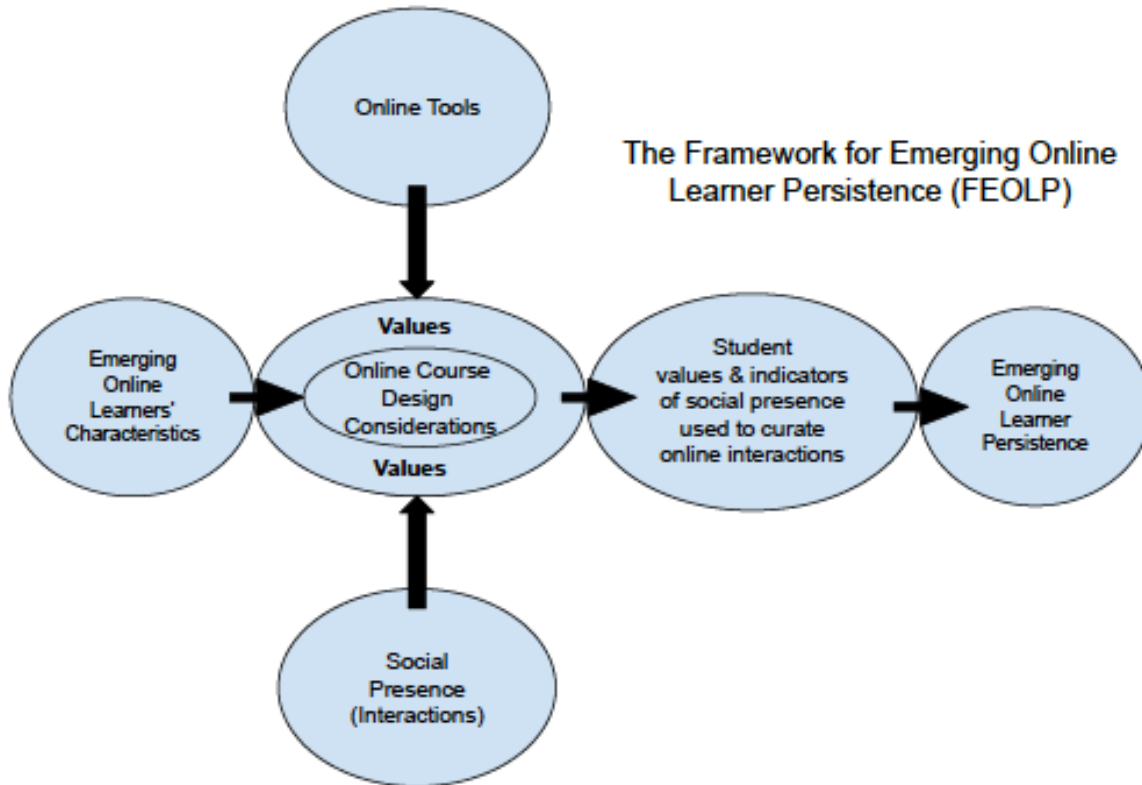 Online Tools
The Framework for Emerging Online
Learner Persistence (FEOLP)
Emerging
Online
Learners'
Characteristics
Values
Online Course
Design
Considerations
Values
Student
values & indicators
of social presence
used to curate
online interactions
Emerging
Online
Learner
Persistence
Social
Presence
(Interactions)